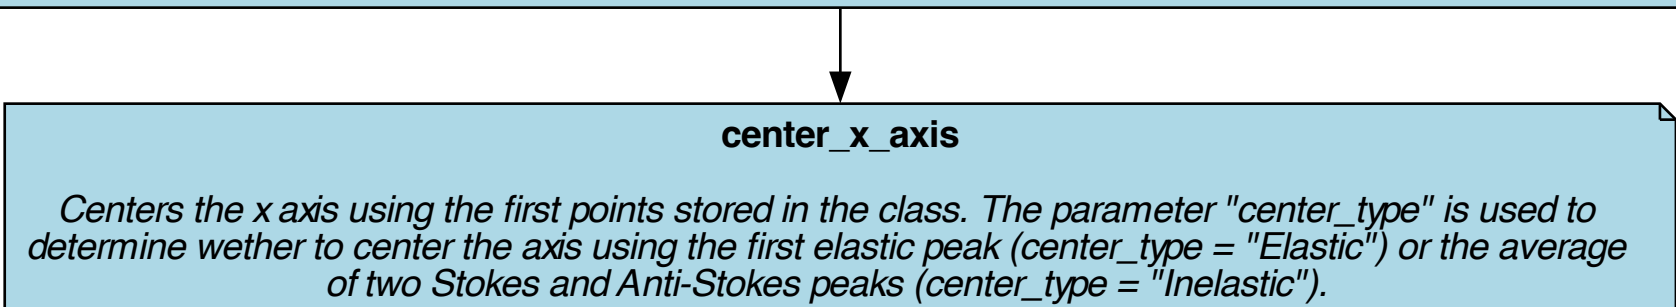 center_x_axis
Centers the x axis using the first points stored in the class. The parameter "center_type" is used to
determine wether to center the axis using the first elastic peak (center_type = "Elastic") or the average
of two Stokes and Anti-Stokes peaks (center_type = "Inelastic").